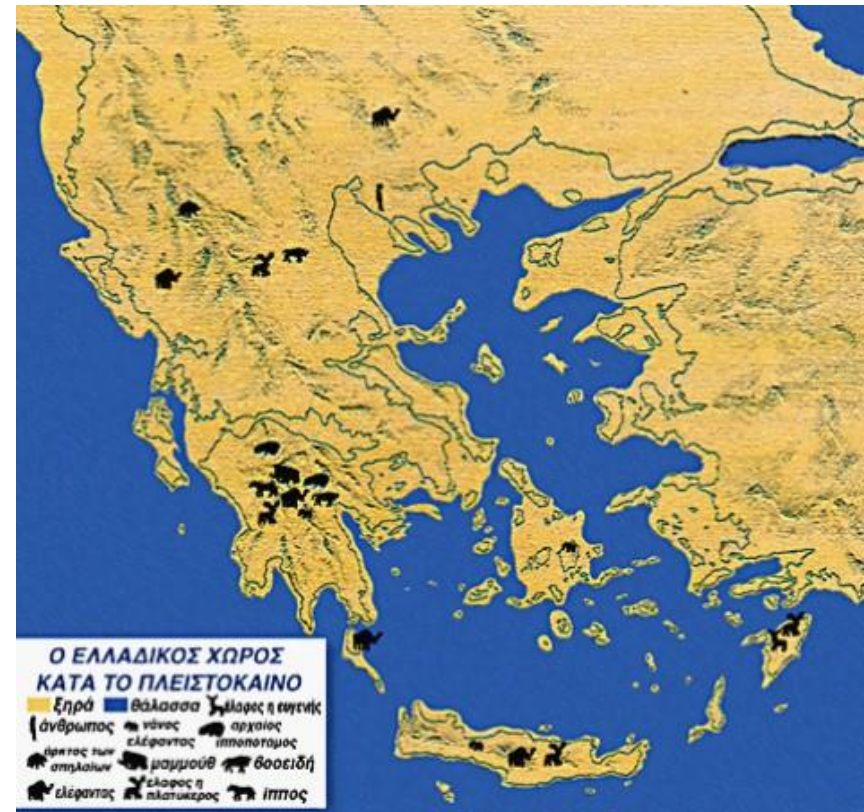 Ο ΕΛΛΑΔΙΚΟΣ ΧΩΡΟΣ
ΚΑΤΑ ΤΟ ΠΛΕΙΣΤΟΚΑΙΝΟ
ξηρά θάλασσα έλαφος η ευγενής
άνθρωπος νάνος ελέφαντας αρχαίος ιπποπόταμος
άρκτος των σπηλαίων μαμμούθ βοοειδή
ελέφαντας έλαφος η πλατύκερος ίππος